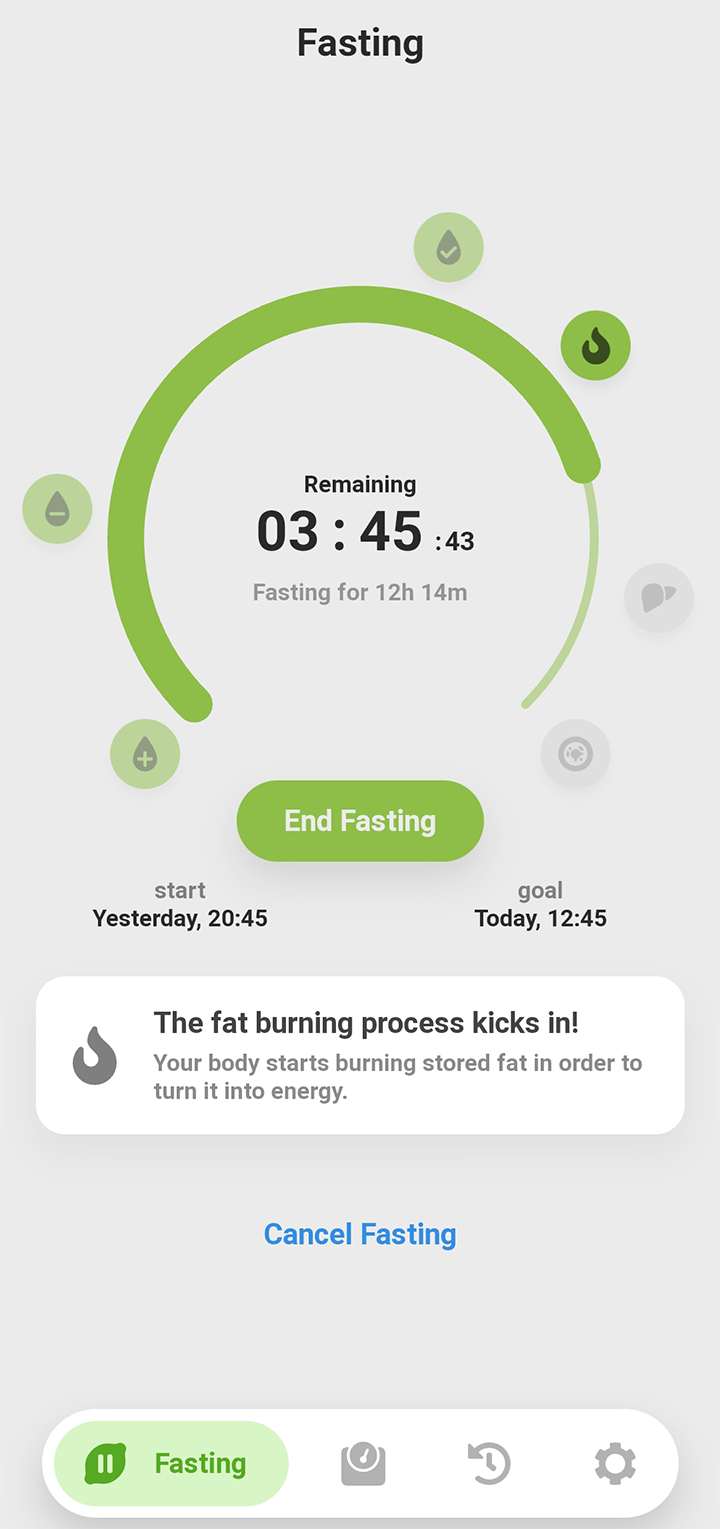 Fasting
Remaining
03 : 45 : 43
Fasting for 12h 14m
End Fasting
start
Yesterday, 20:45
goal
Today, 12:45
The fat burning process kicks in!
Your body starts burning stored fat in order to
turn it into energy.
Cancel Fasting
Fasting